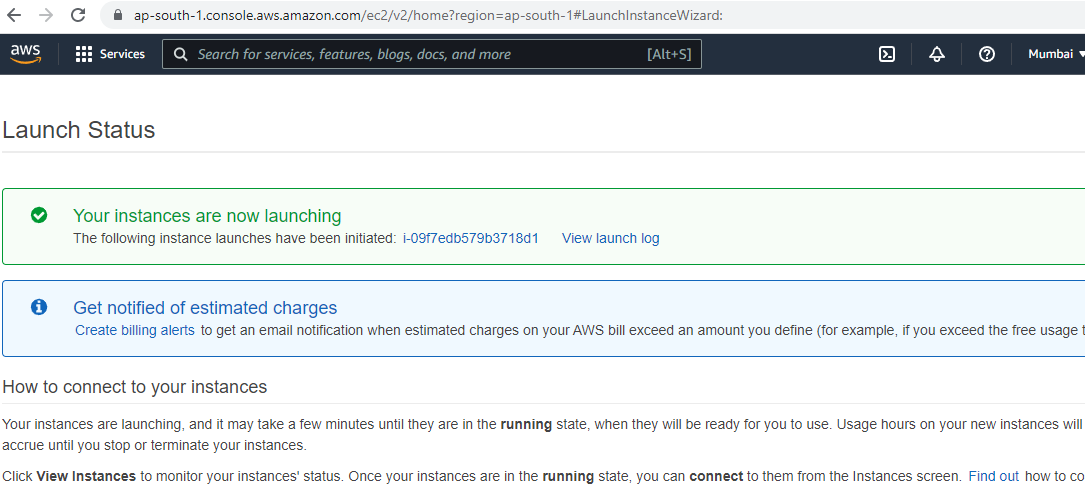 ap-south-1.console.aws.amazon.com/ec2/v2/home?region=ap-south-1#LaunchInstanceWizard:
aws Services Search for services, features, blogs, docs, and more [Alt+S] Mumbai
Launch Status
Your instances are now launching
The following instance launches have been initiated: i-09f7edb579b3718d1 View launch log
Get notified of estimated charges
Create billing alerts to get an email notification when estimated charges on your AWS bill exceed an amount you define (for example, if you exceed the free usage t
How to connect to your instances
Your instances are launching, and it may take a few minutes until they are in the running state, when they will be ready for you to use. Usage hours on your new instances will
accrue until you stop or terminate your instances.
Click View Instances to monitor your instances' status. Once your instances are in the running state, you can connect to them from the Instances screen. Find out how to co